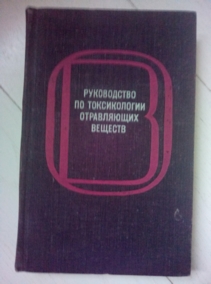 РУКОВОДСТВО
ПО ТОКСИКОЛОГИИ
ОТРАВЛЯЮЩИХ
ВЕЩЕСТВ